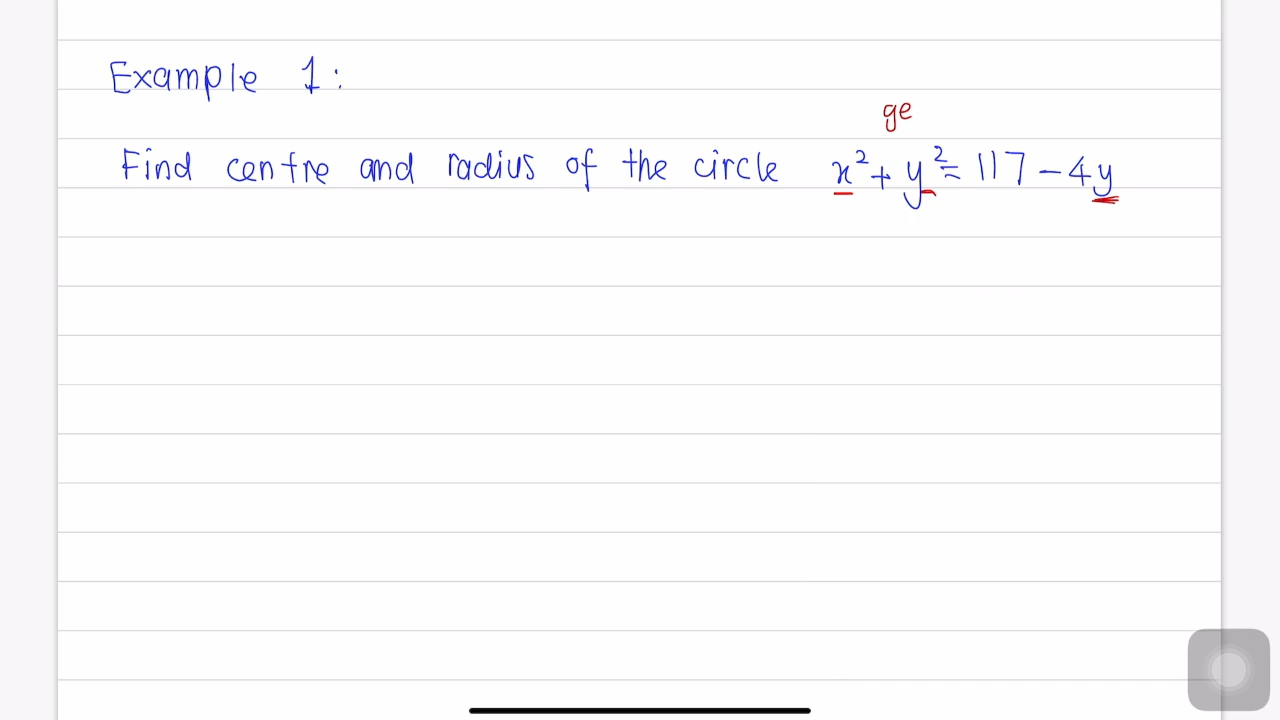 Example 1:
ge
Find centre and radius of the circle x² + y² = 117 - 4y